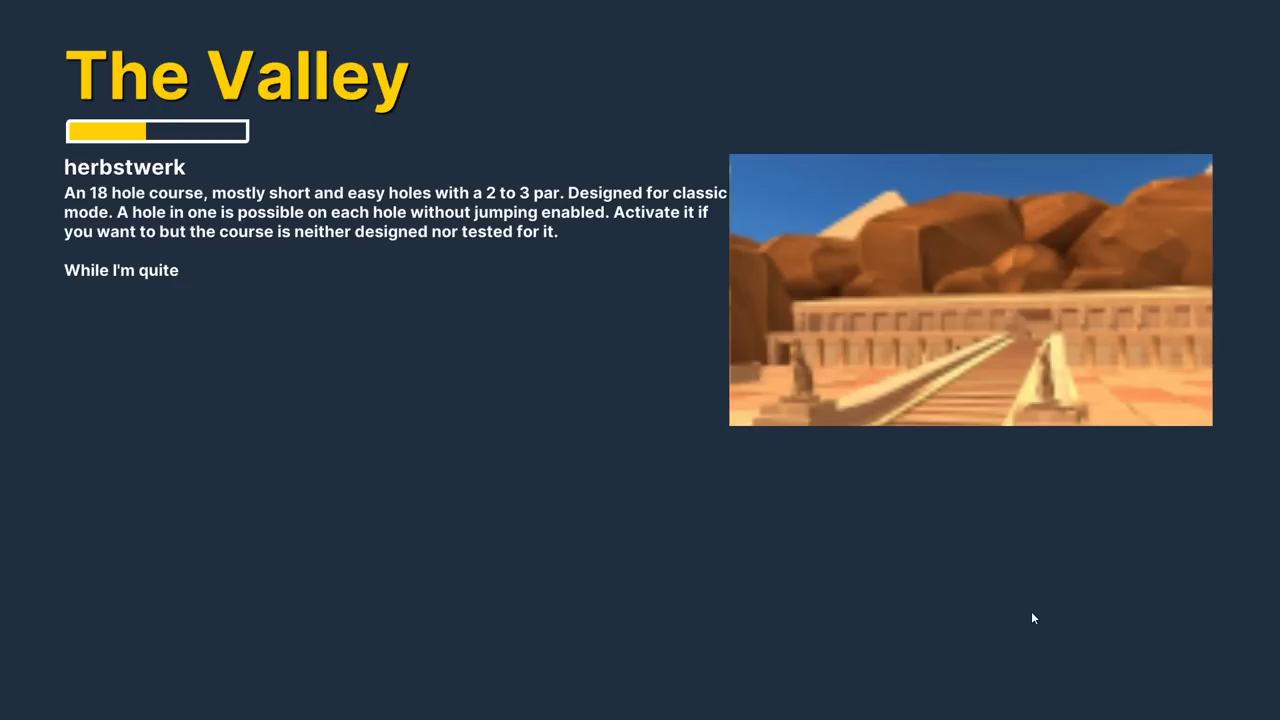 The Valley
herbstwerk
An 18 hole course, mostly short and easy holes with a 2 to 3 par. Designed for classic
mode. A hole in one is possible on each hole without jumping enabled. Activate it if
you want to but the course is neither designed nor tested for it.
While I'm quite